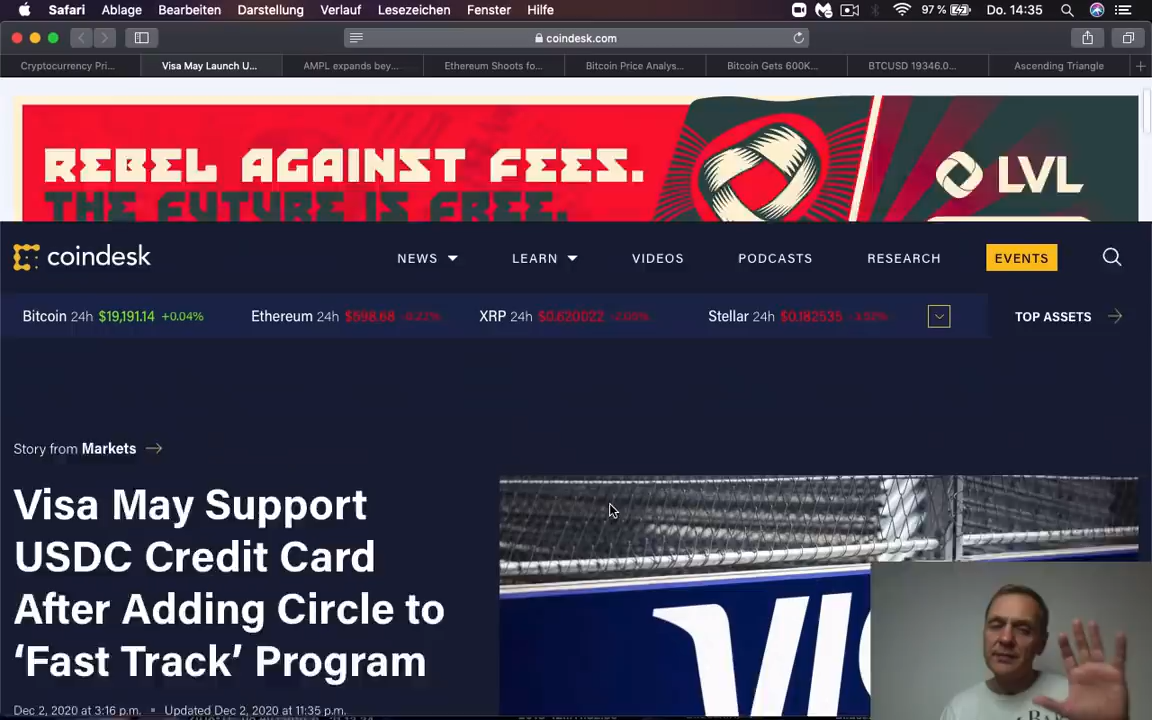 Safari Ablage Bearbeiten Darstellung Verlauf Lesezeichen Fenster Hilfe 97 % Do. 14:35
coindesk.com
Cryptocurrency Pri... Visa May Launch U... AMPL expands bey... Ethereum Shoots fo... Bitcoin Price Analys... Bitcoin Gets 600K... BTCUSD 19346.0... Ascending Triangle
REBEL AGAINST FEES.
THE FUTURE IS FREE.
LVL
coindesk NEWS LEARN VIDEOS PODCASTS RESEARCH EVENTS
Bitcoin 24h $19,191.14 +0.04% Ethereum 24h $598.68 -0.27% XRP 24h $0.620022 Stellar 24h $0.182535 TOP ASSETS
Story from Markets
Visa May Support
USDC Credit Card
After Adding Circle to
‘Fast Track’ Program
VIS
Dec 2, 2020 at 3:16 p.m. Updated Dec 2, 2020 at 11:35 p.m.